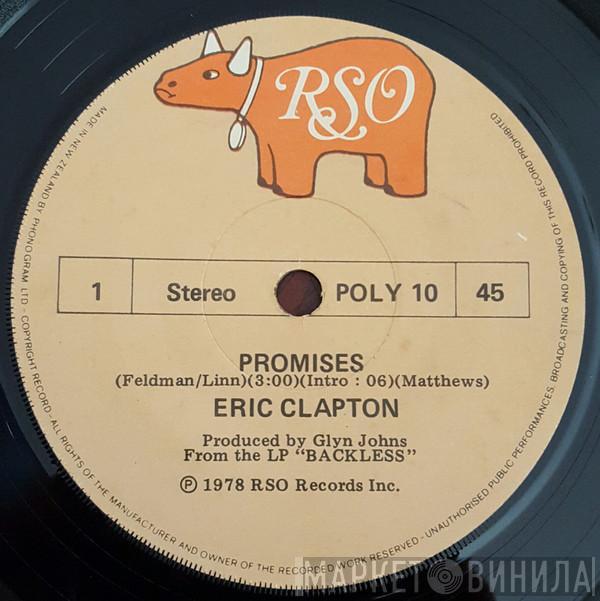 RSO
1
Stereo
POLY 10
45
PROMISES
(Feldman/Linn)(3:00)(Intro : 06)(Matthews)
ERIC CLAPTON
Produced by Glyn Johns
From the LP "BACKLESS"
℗ 1978 RSO Records Inc.
MADE IN NEW ZEALAND BY PHONOGRAM LTD - COPYRIGHT RECORD - ALL RIGHTS OF THE MANUFACTURER AND OWNER OF THE RECORDED WORK RESERVED - UNAUTHORISED PUBLIC PERFORMANCES. BROADCASTING AND COPYING OF THIS RECORD PROHIBITED
МАРКЕТ ВИНИЛА